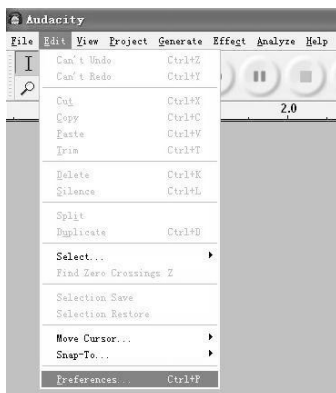 Audacity
File Edit View Project Generate Effect Analyze Help
Can't Undo Ctrl+Z
Can't Redo Ctrl+Y
Cut Ctrl+X
Copy Ctrl+C
Paste Ctrl+V
Trim Ctrl+T
Delete Ctrl+K
Silence Ctrl+L
Split
Duplicate Ctrl+D
Select...
Find Zero Crossings Z
Selection Save
Selection Restore
Move Cursor...
Snap-To...
Preferences... Ctrl+P
2.0